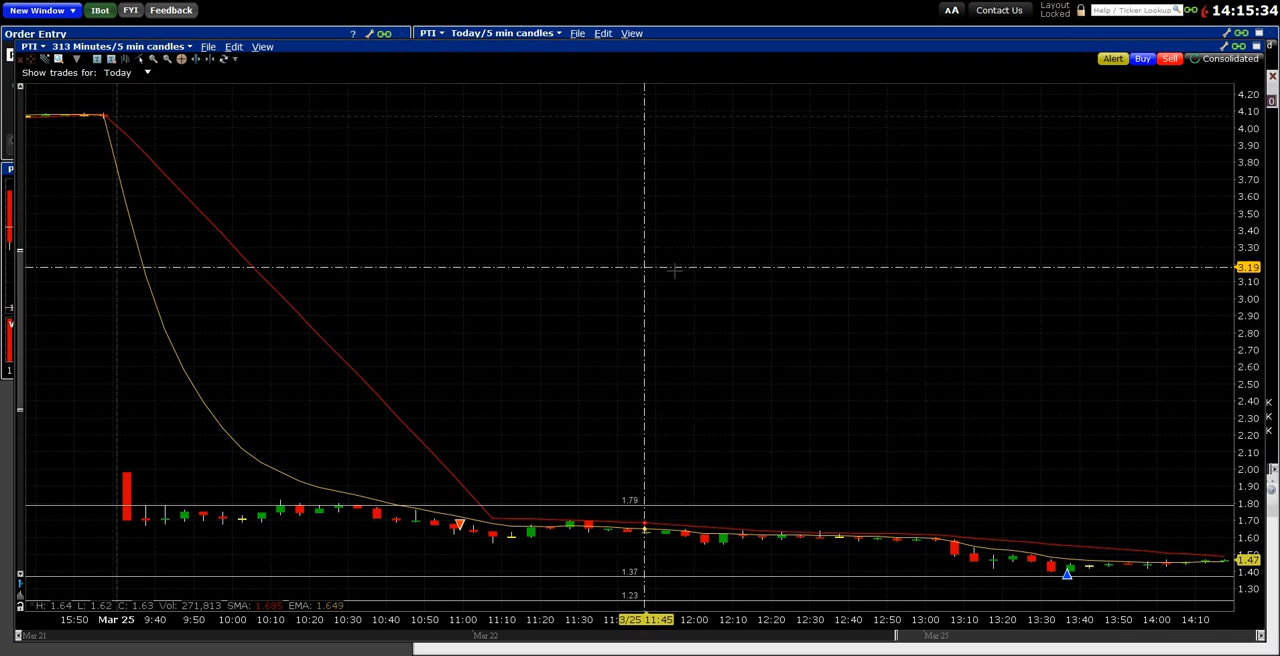 New Window ▾ IBot FYI Feedback
AA Contact Us Layout Locked Help / Ticker Lookup 14:15:34
Order Entry ?
PTI ▾ Today/5 min candles ▾ File Edit View
PTI ▾ 313 Minutes/5 min candles ▾ File Edit View
Alert Buy Sell Consolidated
Show trades for: Today ▾
4.20
4.10
4.00
3.90
3.80
3.70
3.60
3.50
3.40
3.30
3.19
3.10
3.00
2.90
2.80
2.70
2.60
2.50
2.40
2.30
2.20
2.10
2.00
1.90
1.80
1.79
1.70
1.60
1.47
1.40
1.37
1.30
1.23
H: 1.64 L: 1.62 C: 1.63 Vol: 271,813 SMA: 1.685 EMA: 1.649
15:50 Mar 25 9:40 9:50 10:00 10:10 10:20 10:30 10:40 10:50 11:00 11:10 11:20 11:30 3/25 11:45 12:00 12:10 12:20 12:30 12:40 12:50 13:00 13:10 13:20 13:30 13:40 13:50 14:00 14:10
Mar 21 Mar 22 Mar 25
K
K
K